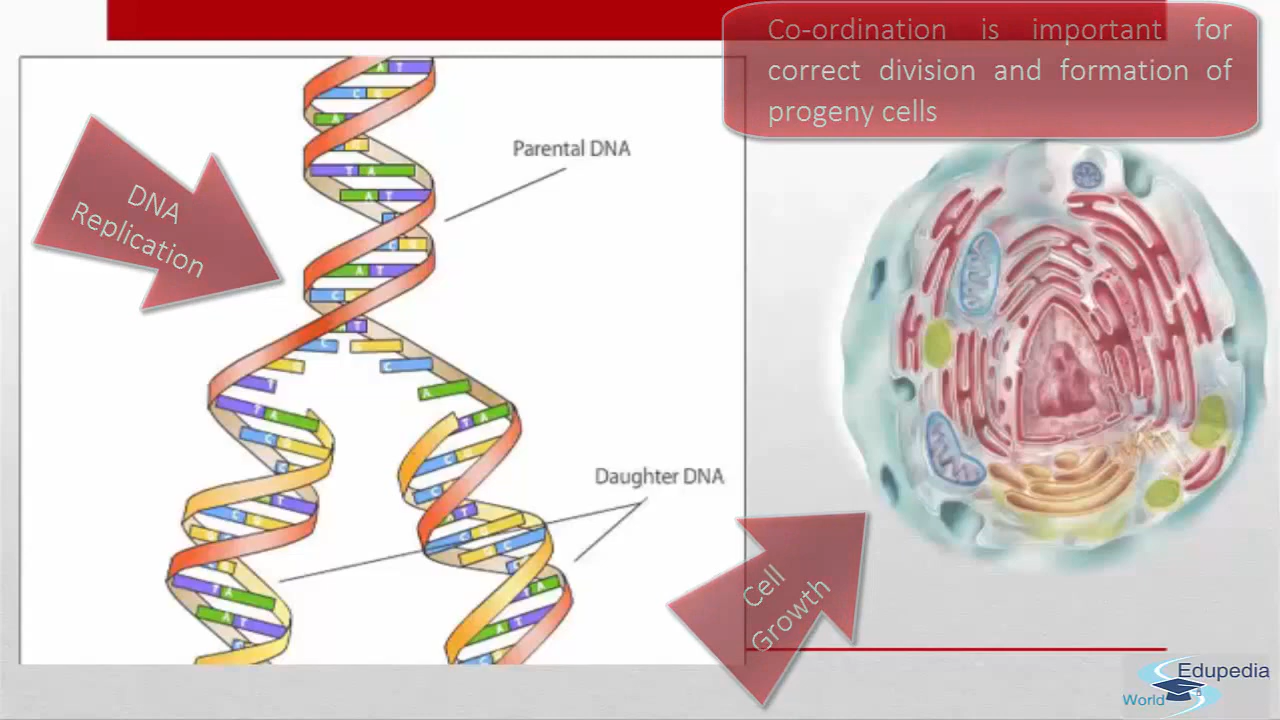 Co-ordination is important for
correct division and formation of
progeny cells
Parental DNA
DNA
Replication
Daughter DNA
Cell
Growth
Edupedia
World